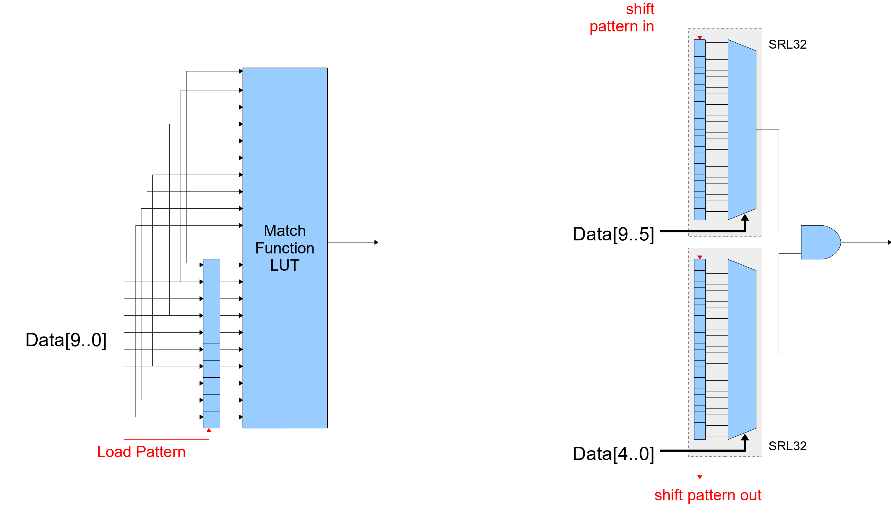 shift
pattern in
SRL32
Match
Function
LUT
Data[9..5]
Data[9..0]
Load Pattern
SRL32
Data[4..0]
shift pattern out